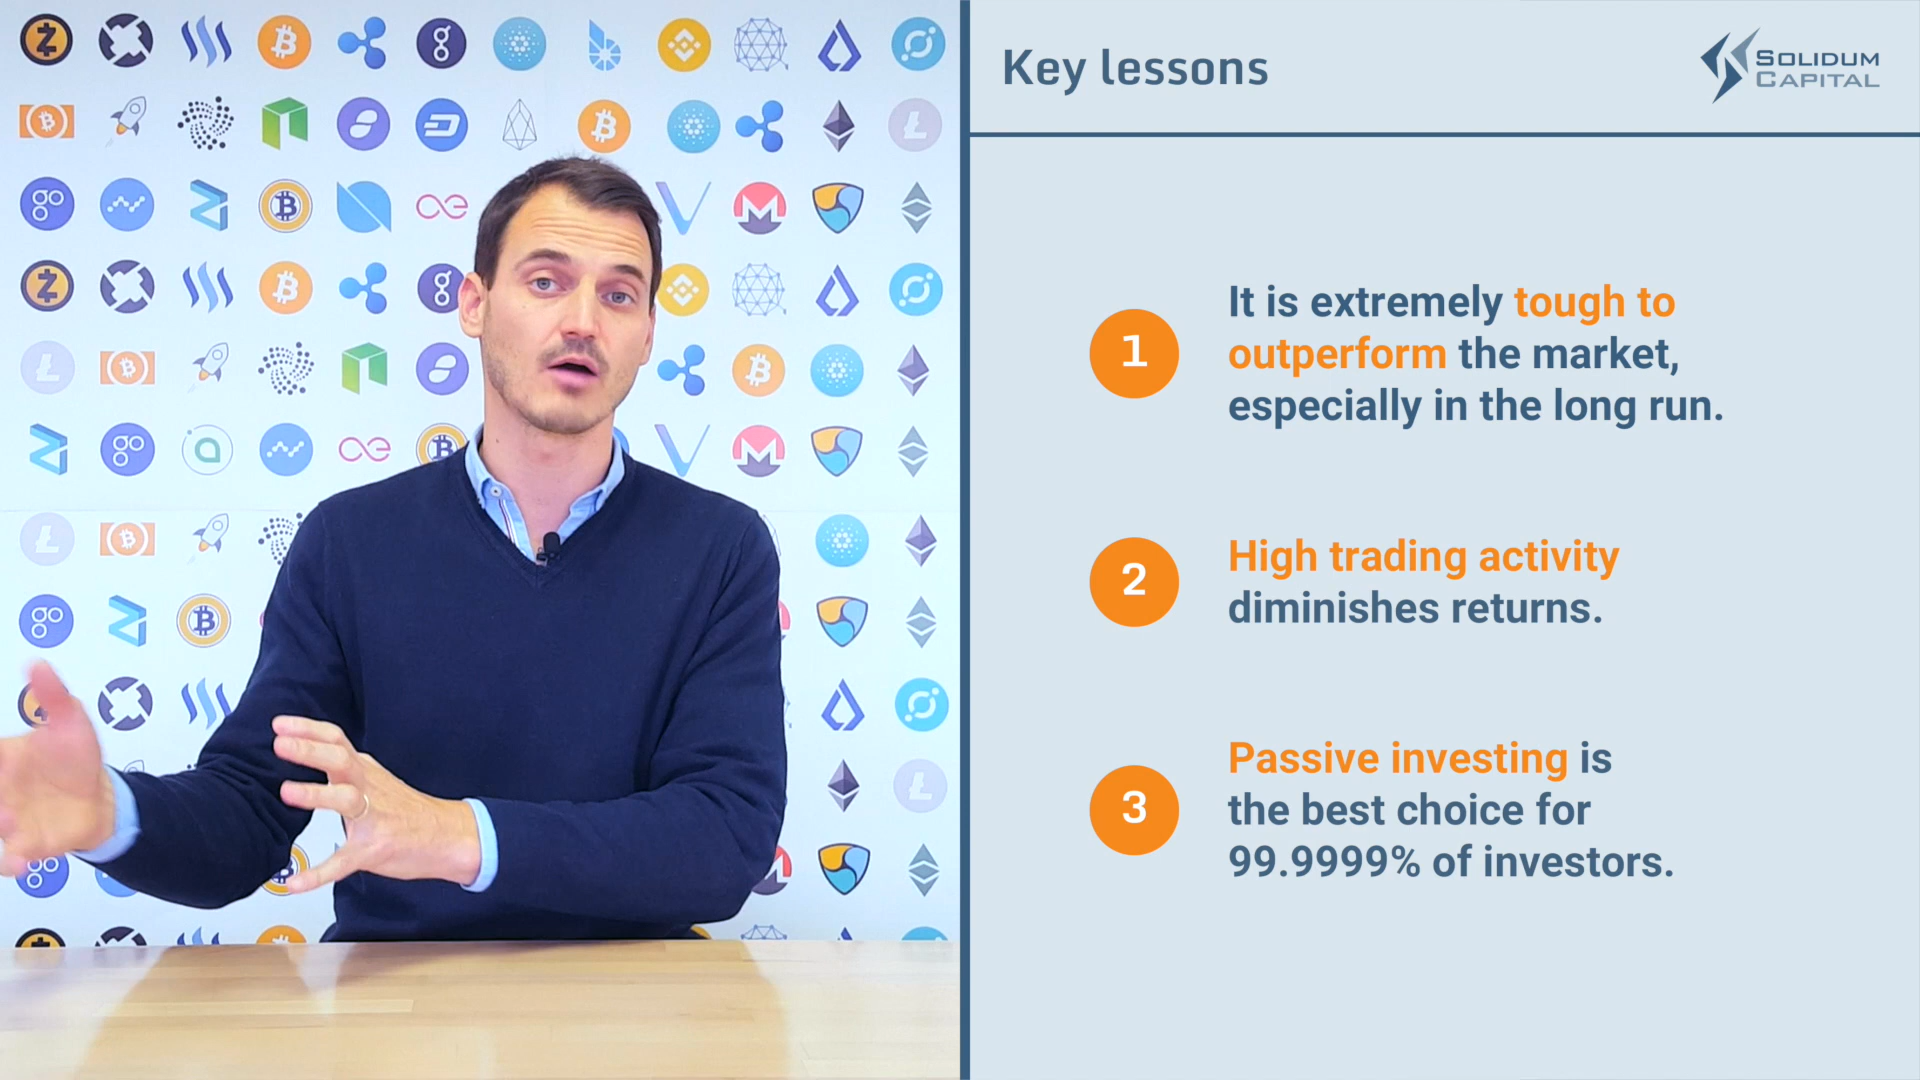 Key lessons
SOLIDUM
CAPITAL
1
It is extremely tough to
outperform the market,
especially in the long run.
2
High trading activity
diminishes returns.
3
Passive investing is
the best choice for
99.9999% of investors.